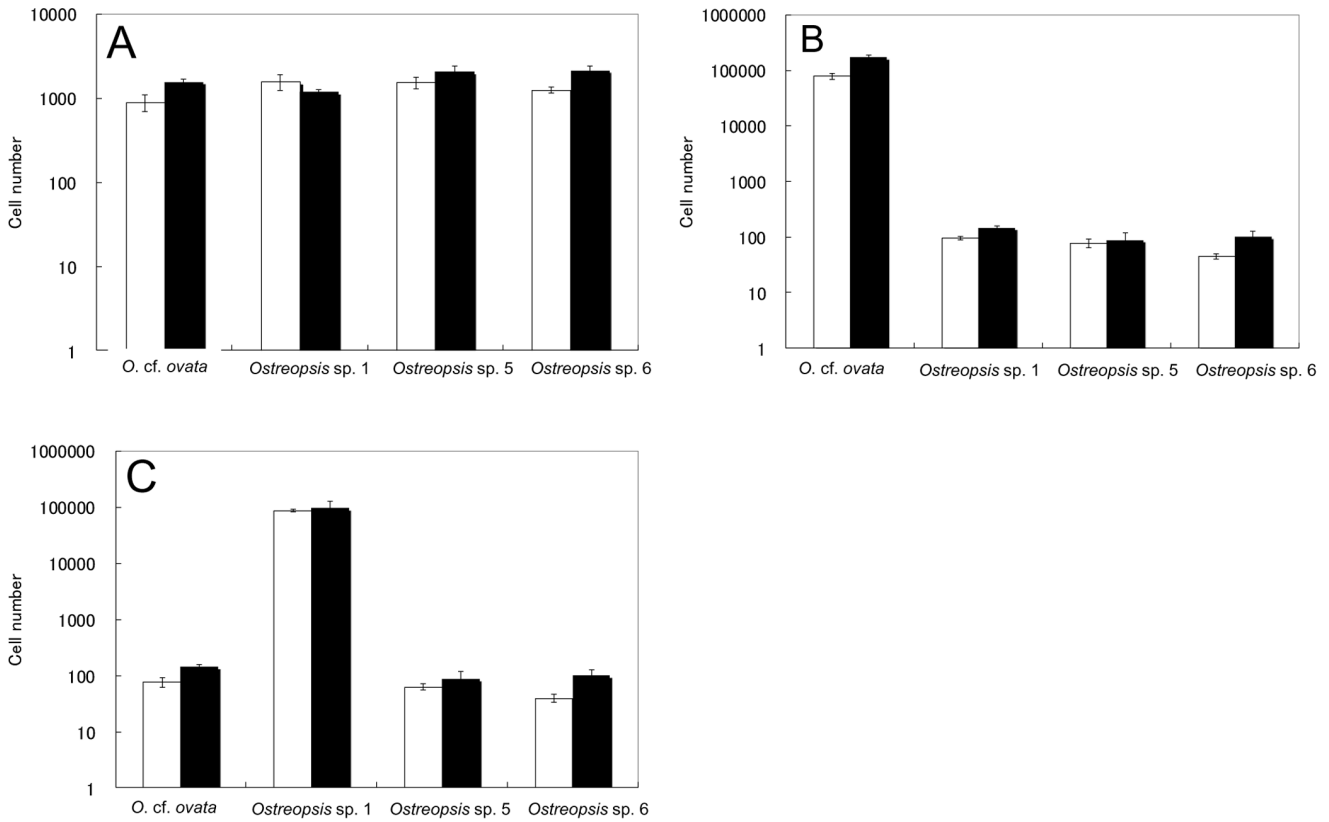 A
10000
1000
100
10
1
Cell number
O. cf. ovata
Ostreopsis sp. 1
Ostreopsis sp. 5
Ostreopsis sp. 6
B
1000000
100000
10000
1000
100
10
1
Cell number
O. cf. ovata
Ostreopsis sp. 1
Ostreopsis sp. 5
Ostreopsis sp. 6
C
1000000
100000
10000
1000
100
10
1
Cell number
O. cf. ovata
Ostreopsis sp. 1
Ostreopsis sp. 5
Ostreopsis sp. 6